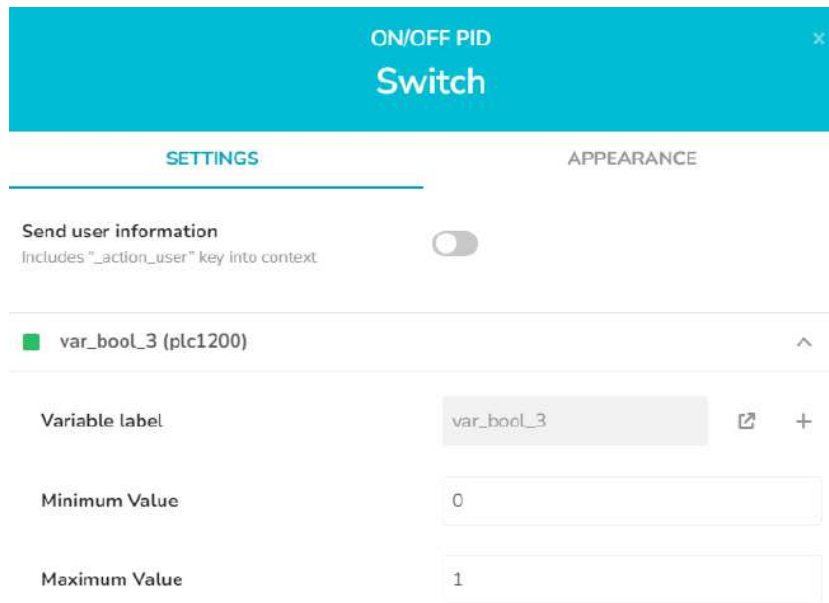 ON/OFF PID
×
Switch
SETTINGS
APPEARANCE
Send user information
Includes "_action_user" key into context
var_bool_3 (plc1200)
Variable label
var_bool_3
+
Minimum Value
0
Maximum Value
1